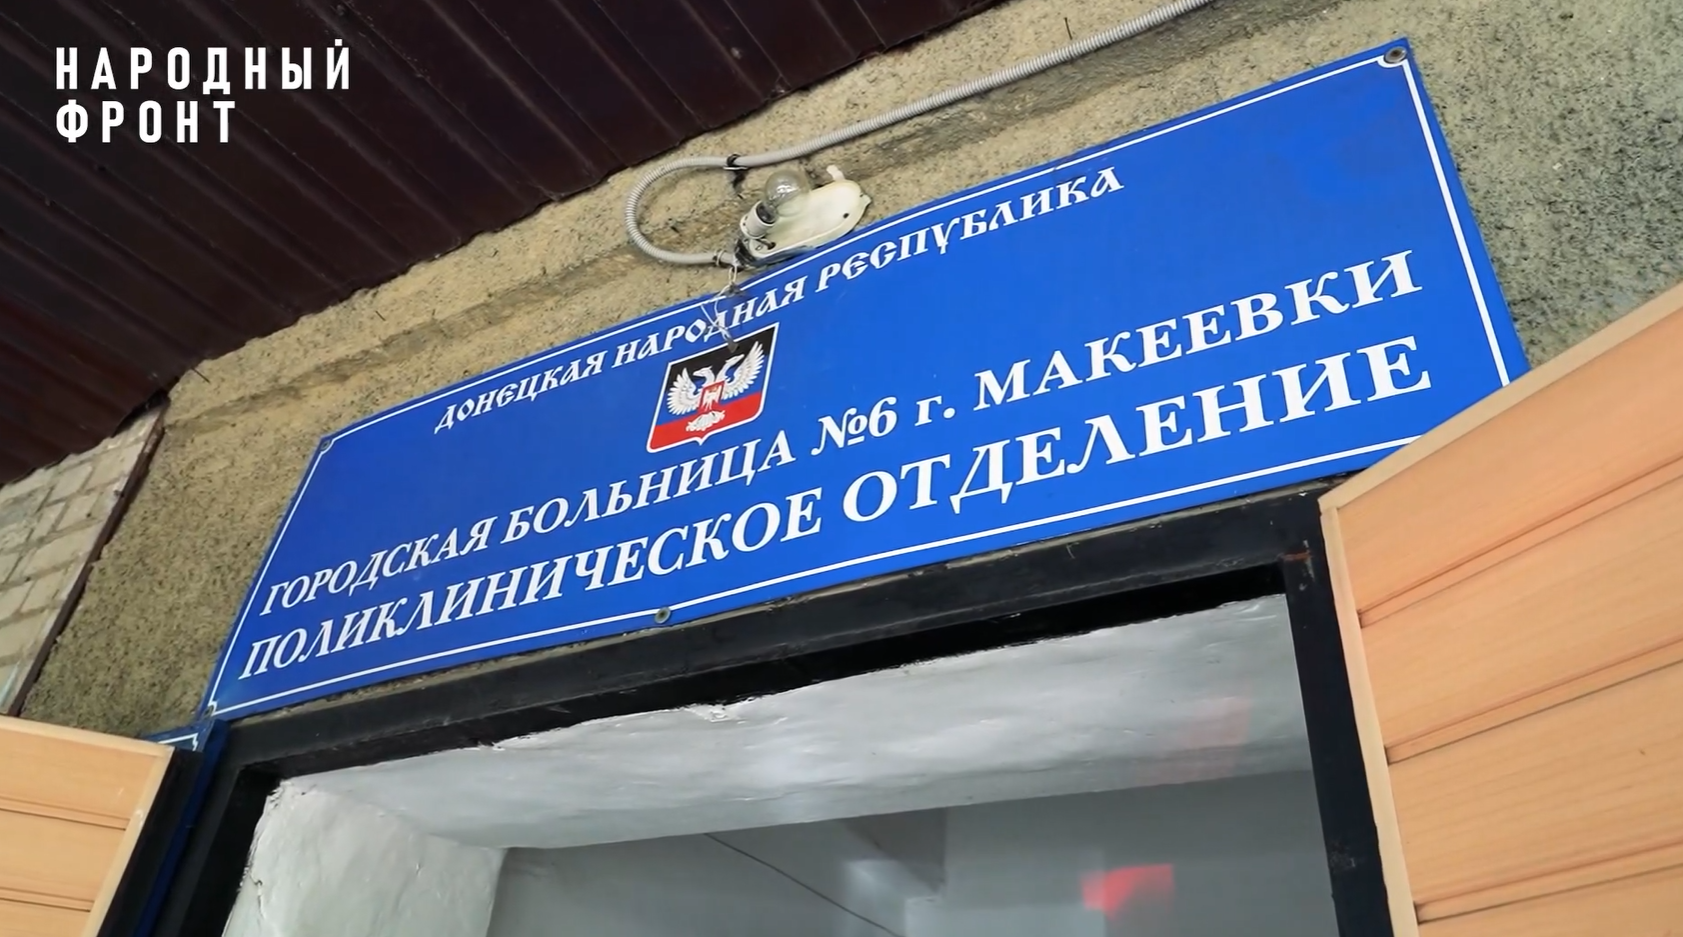 НАРОДНЫЙ
ФРОНТ
ДОНЕЦКАЯ НАРОДНАЯ РЕСПУБЛИКА
ГОРОДСКАЯ БОЛЬНИЦА №6 г. МАКЕЕВКИ
ПОЛИКЛИНИЧЕСКОЕ ОТДЕЛЕНИЕ